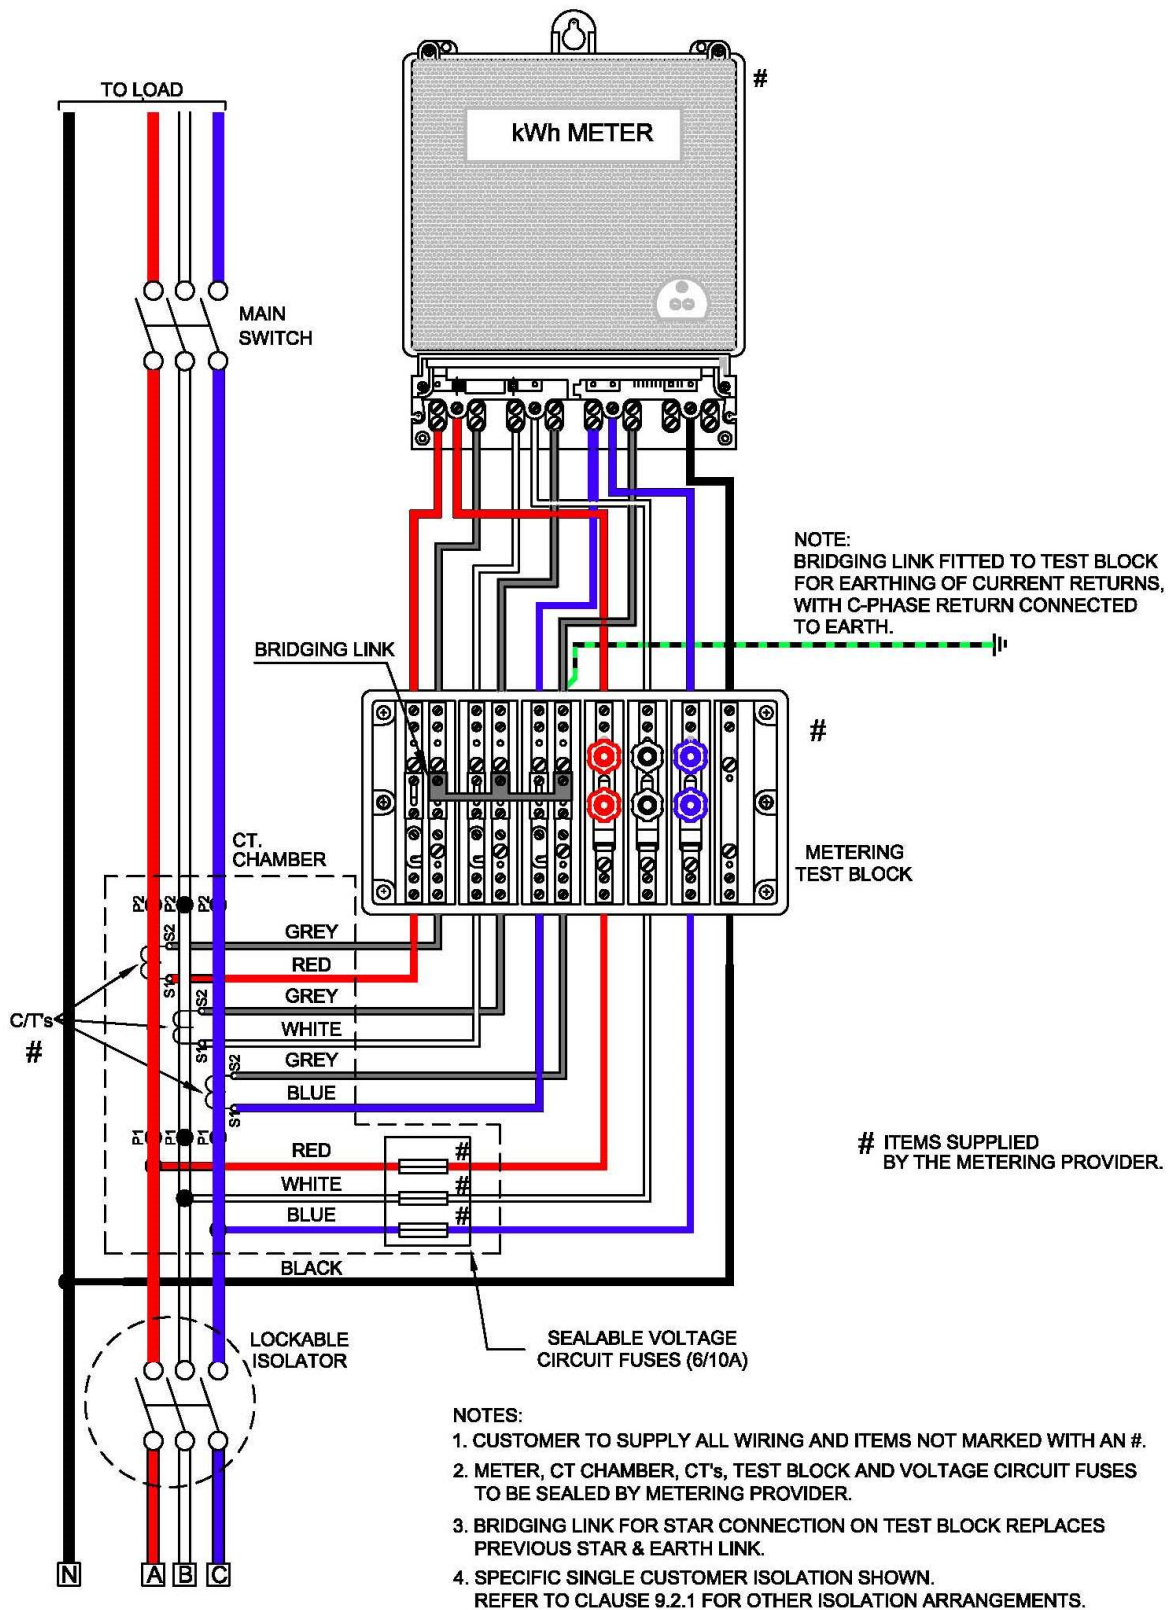 TO LOAD
#
kWh METER
MAIN
SWITCH
NOTE:
BRIDGING LINK FITTED TO TEST BLOCK
FOR EARTHING OF CURRENT RETURNS,
WITH C-PHASE RETURN CONNECTED
TO EARTH.
BRIDGING LINK
#
METERING
TEST BLOCK
CT.
CHAMBER
P2
P2
P2
S2
GREY
RED
S1
S2
GREY
C/T's
#
WHITE
S1
S2
GREY
BLUE
S1
P1
P1
P1
RED
#
WHITE
#
BLUE
#
# ITEMS SUPPLIED
BY THE METERING PROVIDER.
BLACK
LOCKABLE
ISOLATOR
SEALABLE VOLTAGE
CIRCUIT FUSES (6/10A)
N
A
B
C
NOTES:
1. CUSTOMER TO SUPPLY ALL WIRING AND ITEMS NOT MARKED WITH AN #.
2. METER, CT CHAMBER, CT's, TEST BLOCK AND VOLTAGE CIRCUIT FUSES
TO BE SEALED BY METERING PROVIDER.
3. BRIDGING LINK FOR STAR CONNECTION ON TEST BLOCK REPLACES
PREVIOUS STAR & EARTH LINK.
4. SPECIFIC SINGLE CUSTOMER ISOLATION SHOWN.
REFER TO CLAUSE 9.2.1 FOR OTHER ISOLATION ARRANGEMENTS.